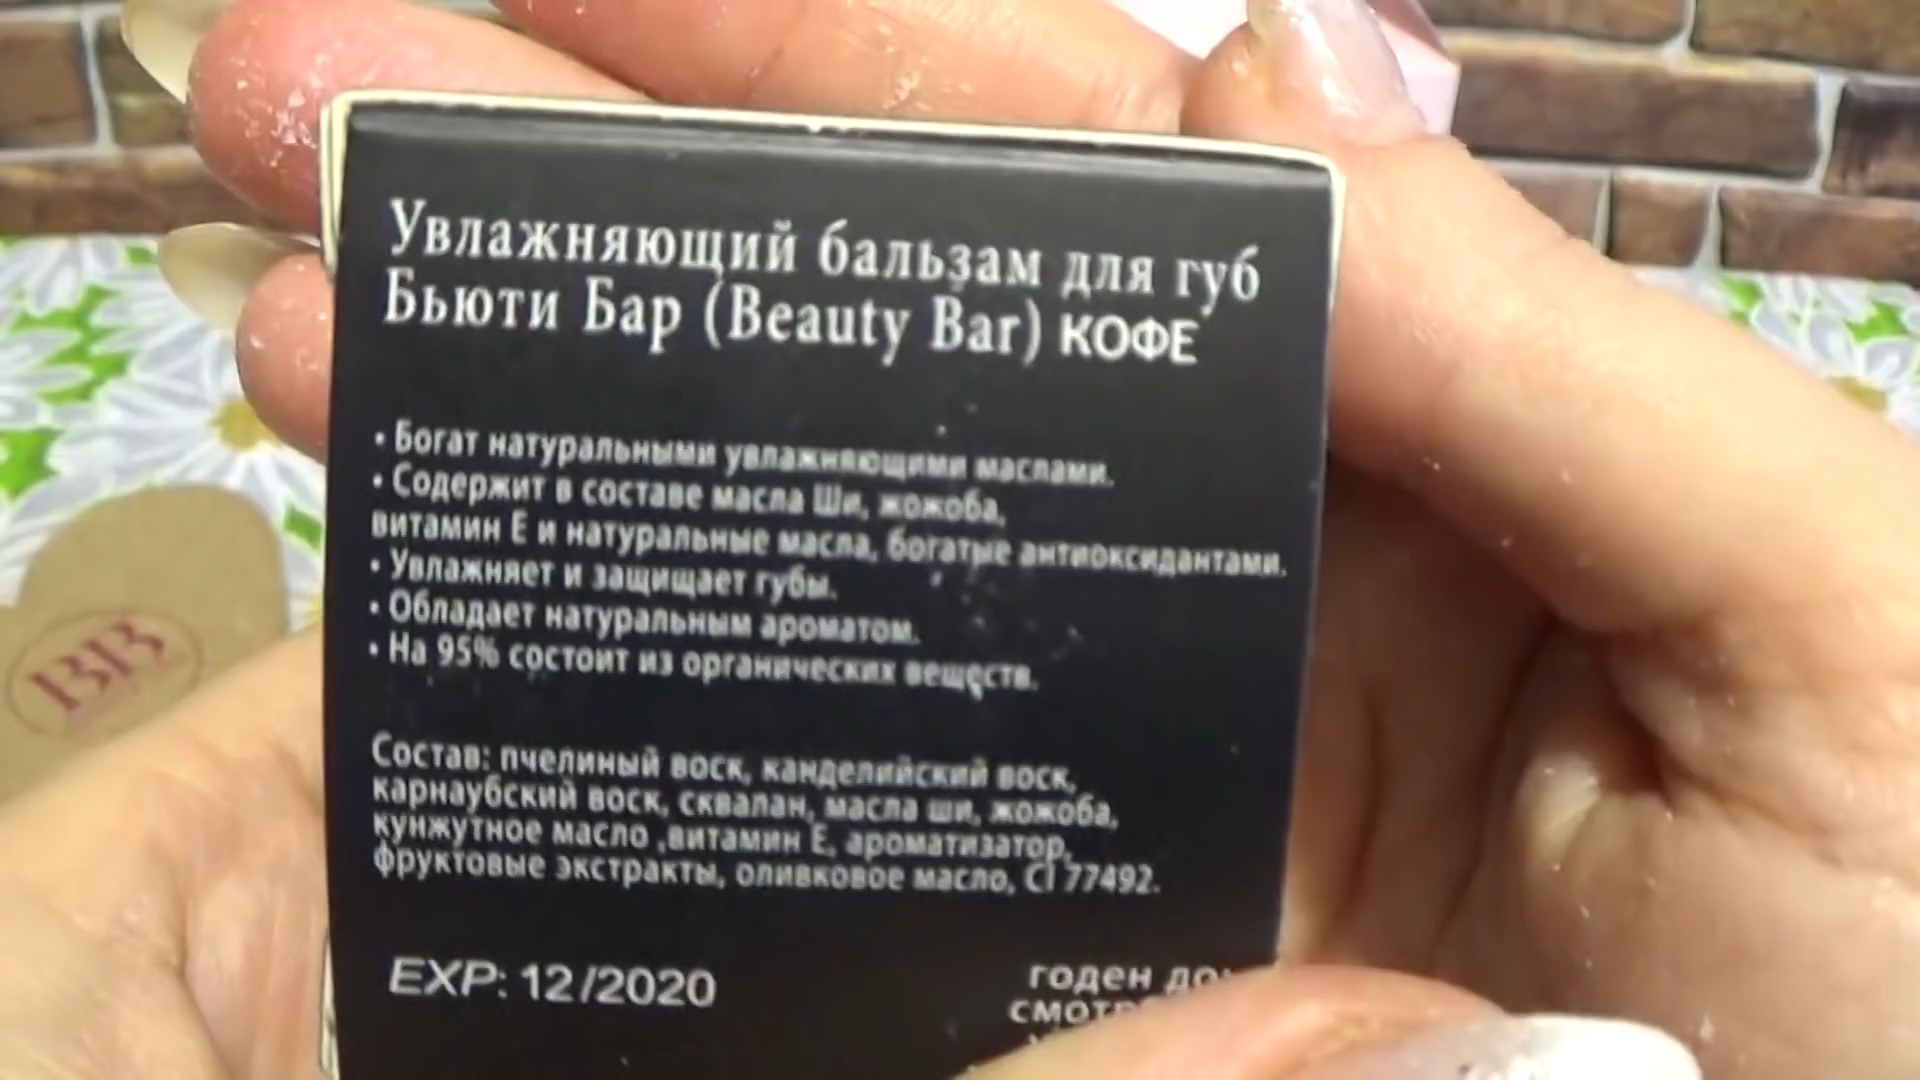 Увлажняющий бальзам для губ
Бьюти Бар (Beauty Bar) КОФЕ
• Богат натуральными увлажняющими маслами.
• Содержит в составе масла Ши, жожоба,
витамин Е и натуральные масла, богатые антиоксидантами.
• Увлажняет и защищает губы.
• Обладает натуральным ароматом.
• На 95% состоит из органических веществ.
Состав: пчелиный воск, канделийский воск,
карнаубский воск, сквалан, масла ши, жожоба,
кунжутное масло ,витамин Е, ароматизатор,
фруктовые экстракты, оливковое масло, CI 77492.
EXP: 12/2020
годен до:
BB